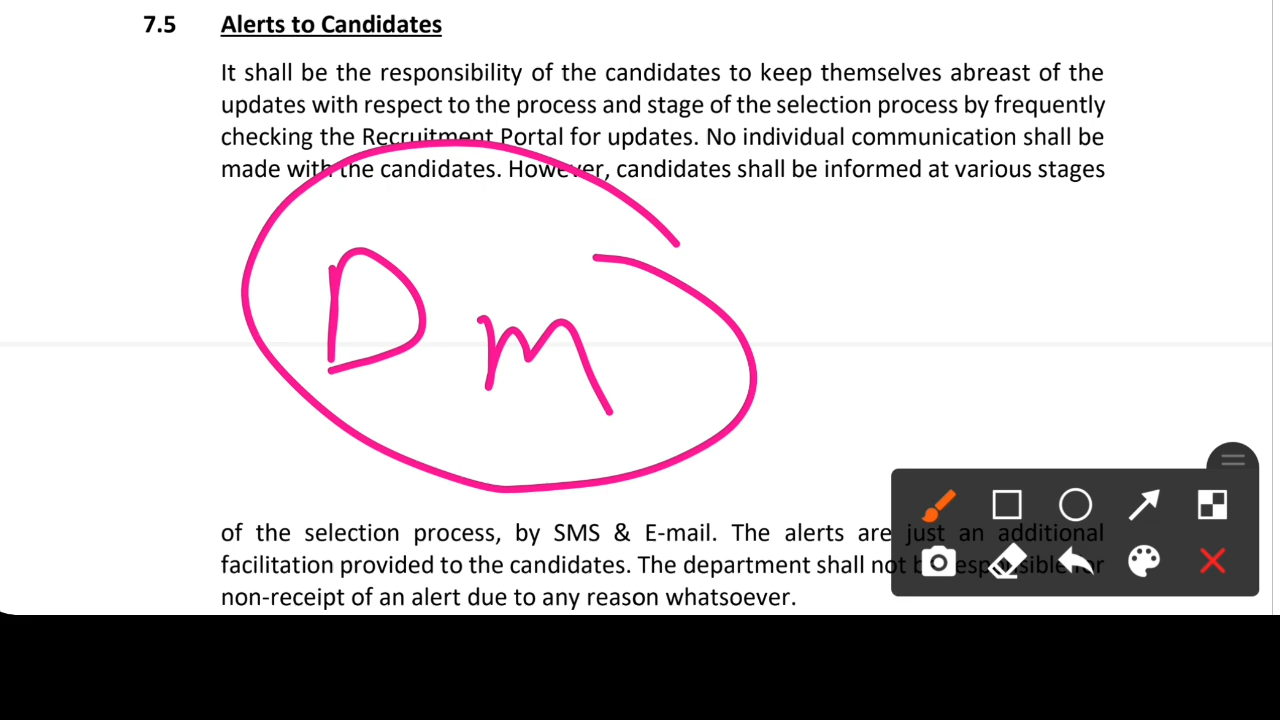 7.5 Alerts to Candidates
It shall be the responsibility of the candidates to keep themselves abreast of the
updates with respect to the process and stage of the selection process by frequently
checking the Recruitment Portal for updates. No individual communication shall be
made with the candidates. However, candidates shall be informed at various stages
D m
of the selection process, by SMS & E-mail. The alerts are just an additional
facilitation provided to the candidates. The department shall not be responsible for
non-receipt of an alert due to any reason whatsoever.